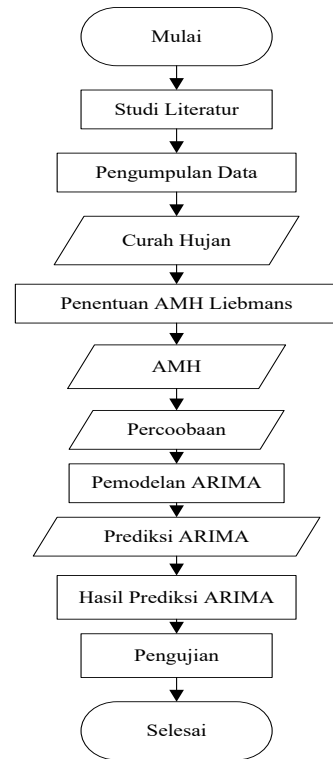 Mulai
Studi Literatur
Pengumpulan Data
Curah Hujan
Penentuan AMH Liebmans
AMH
Percoobaan
Pemodelan ARIMA
Prediksi ARIMA
Hasil Prediksi ARIMA
Pengujian
Selesai